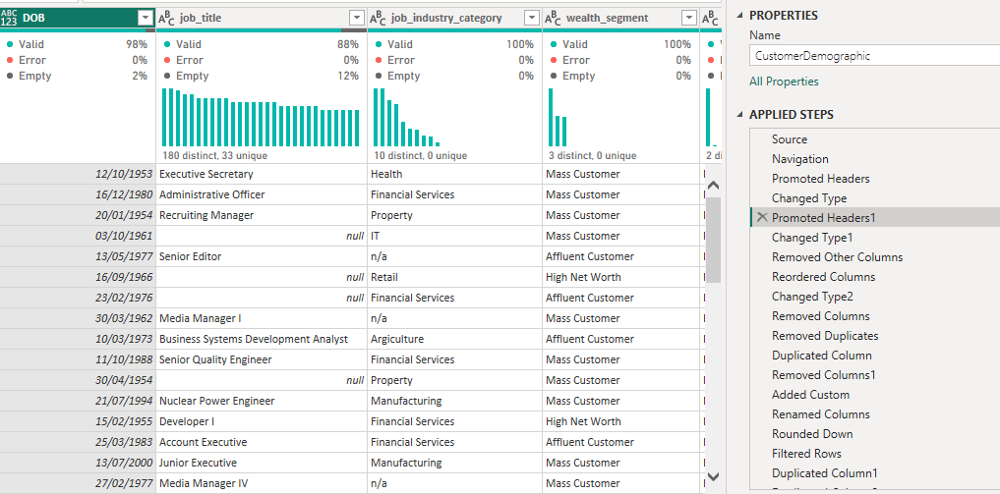 ABC 123 DOB ABC job_title ABC job_industry_category ABC wealth_segment ABC
Valid 98% Valid 88% Valid 100% Valid 100%
Error 0% Error 0% Error 0% Error 0%
Empty 2% Empty 12% Empty 0% Empty 0%
180 distinct, 33 unique 10 distinct, 0 unique 3 distinct, 0 unique 2 di
12/10/1953 Executive Secretary Health Mass Customer
16/12/1980 Administrative Officer Financial Services Mass Customer
20/01/1954 Recruiting Manager Property Mass Customer
03/10/1961 null IT Mass Customer
13/05/1977 Senior Editor n/a Affluent Customer
16/09/1966 null Retail High Net Worth
23/02/1976 null Financial Services Affluent Customer
30/03/1962 Media Manager I n/a Mass Customer
10/03/1973 Business Systems Development Analyst Argiculture Affluent Customer
11/10/1988 Senior Quality Engineer Financial Services Mass Customer
30/04/1954 null Property Mass Customer
21/07/1994 Nuclear Power Engineer Manufacturing Mass Customer
15/02/1955 Developer I Financial Services High Net Worth
25/03/1983 Account Executive Financial Services Affluent Customer
13/07/2000 Junior Executive Manufacturing Mass Customer
27/02/1977 Media Manager IV n/a Mass Customer
PROPERTIES
Name
CustomerDemographic
All Properties
APPLIED STEPS
Source
Navigation
Promoted Headers
Changed Type
Promoted Headers1
Changed Type1
Removed Other Columns
Reordered Columns
Changed Type2
Removed Columns
Removed Duplicates
Duplicated Column
Removed Columns1
Added Custom
Renamed Columns
Rounded Down
Filtered Rows
Duplicated Column1